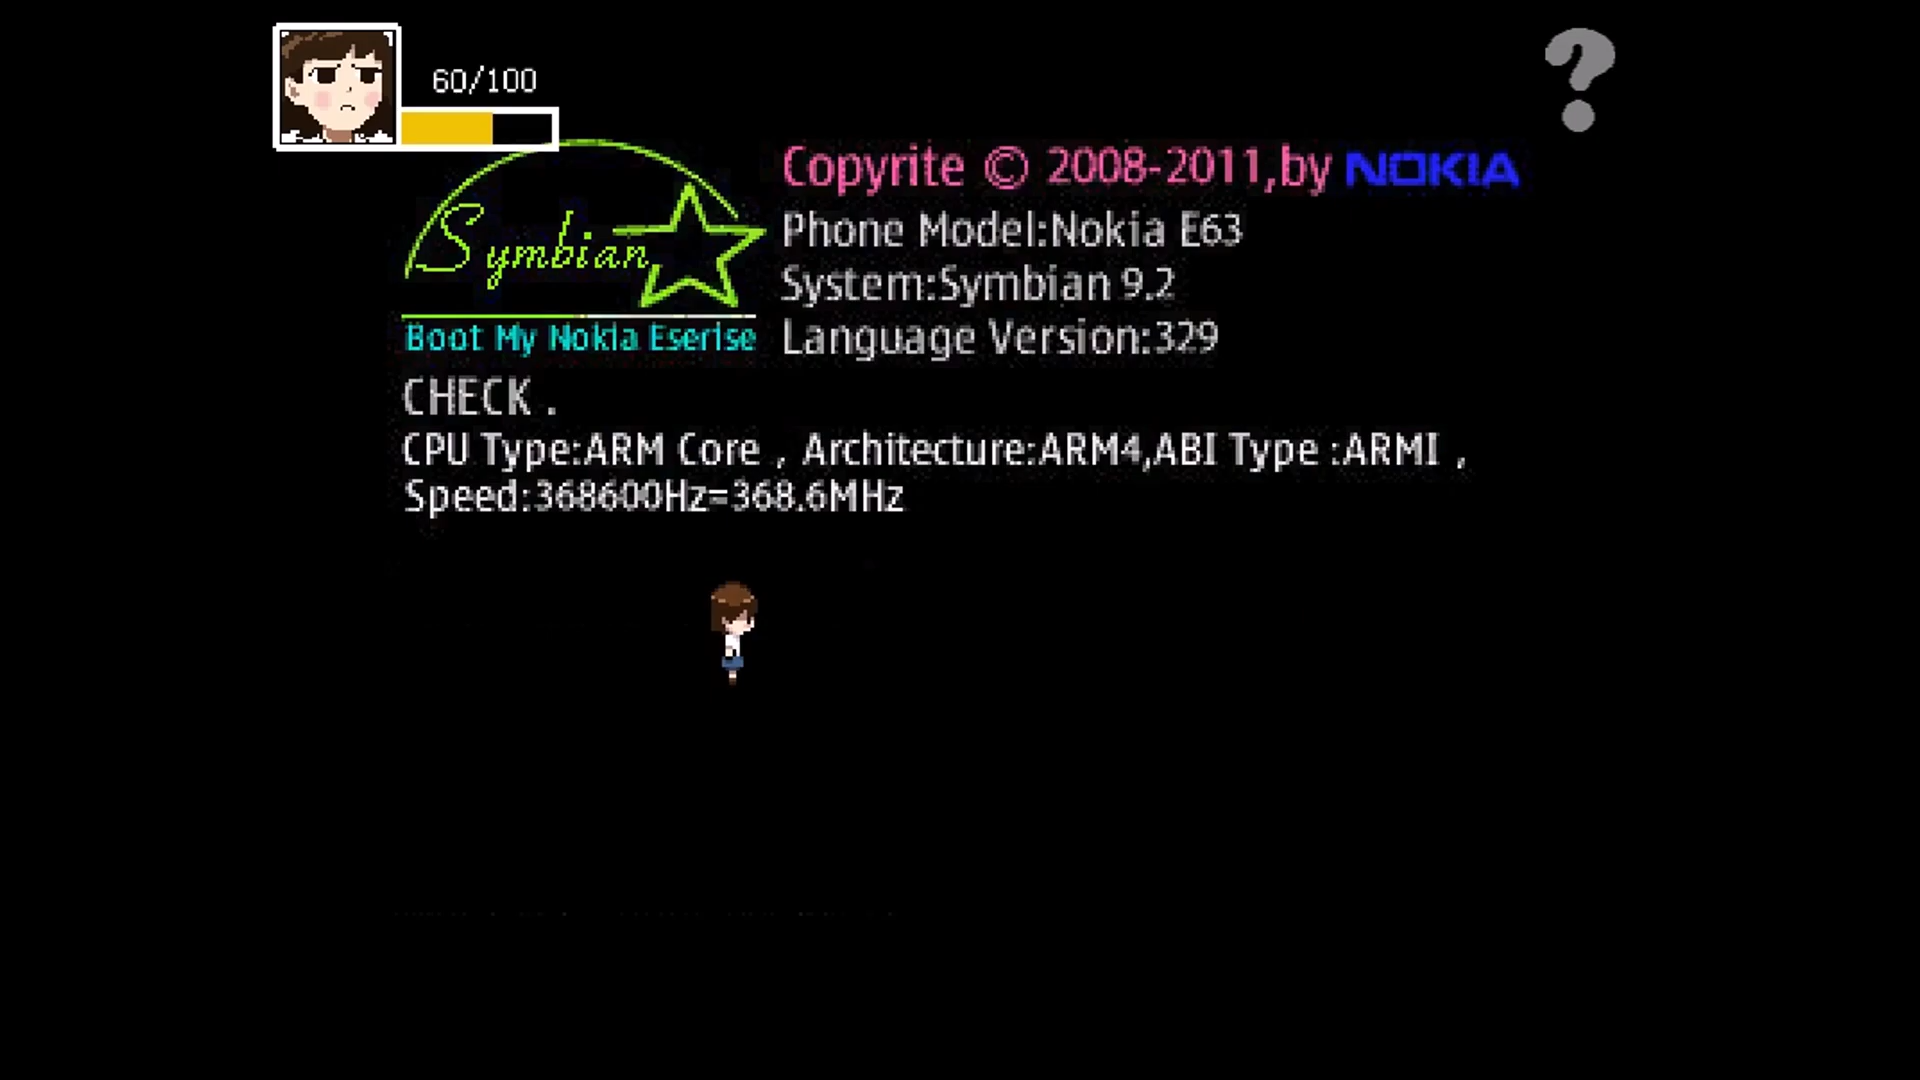 60/100
?
Copyrite © 2008-2011,by NOKIA
Symbian
Phone Model:Nokia E63
System:Symbian 9.2
Boot My Nokia Eserise
Language Version:329
CHECK .
CPU Type:ARM Core , Architecture:ARM4,ABI Type :ARMI ,
Speed:368600Hz=368.6MHz